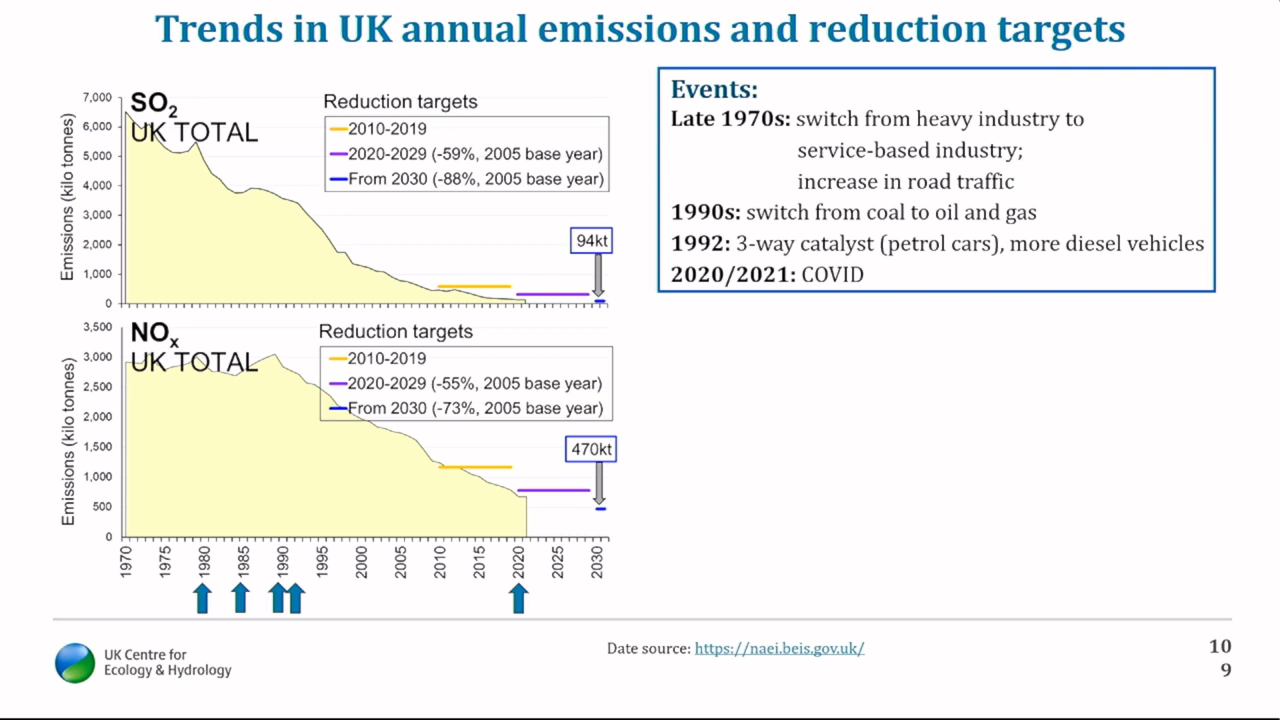 Trends in UK annual emissions and reduction targets
SO2
UK TOTAL
Emissions (kilo tonnes)
7,000
6,000
5,000
4,000
3,000
2,000
1,000
0
Reduction targets
2010-2019
2020-2029 (-59%, 2005 base year)
From 2030 (-88%, 2005 base year)
94kt
NOx
UK TOTAL
Emissions (kilo tonnes)
3,500
3,000
2,500
2,000
1,500
1,000
500
0
Reduction targets
2010-2019
2020-2029 (-55%, 2005 base year)
From 2030 (-73%, 2005 base year)
470kt
1970
1975
1980
1985
1990
1995
2000
2005
2010
2015
2020
2025
2030
Events:
Late 1970s: switch from heavy industry to
service-based industry;
increase in road traffic
1990s: switch from coal to oil and gas
1992: 3-way catalyst (petrol cars), more diesel vehicles
2020/2021: COVID
UK Centre for
Ecology & Hydrology
Date source: https://naei.beis.gov.uk/
10
9